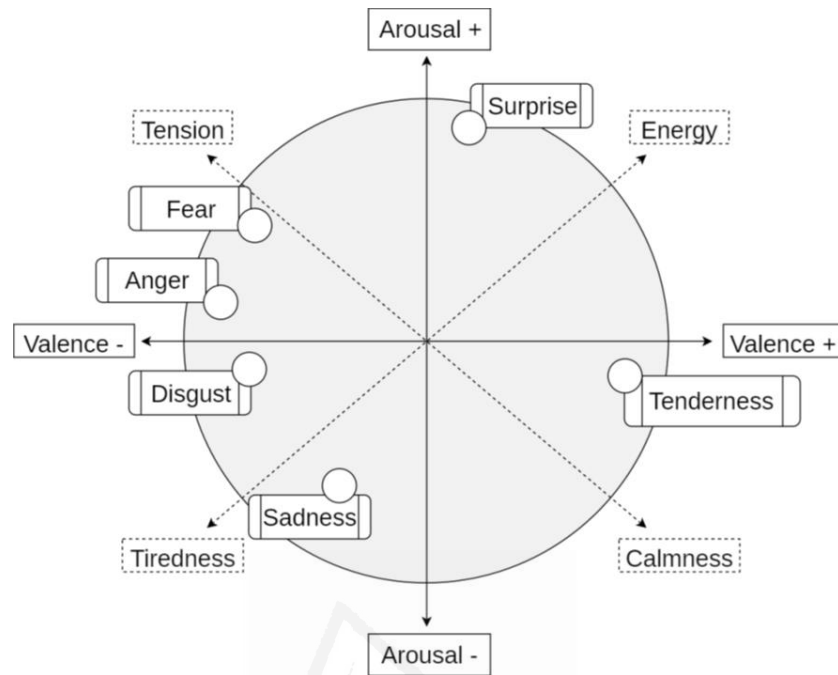 Arousal +
Surprise
Tension
Energy
Fear
Anger
Valence -
Valence +
Disgust
Tenderness
Sadness
Tiredness
Calmness
Arousal -